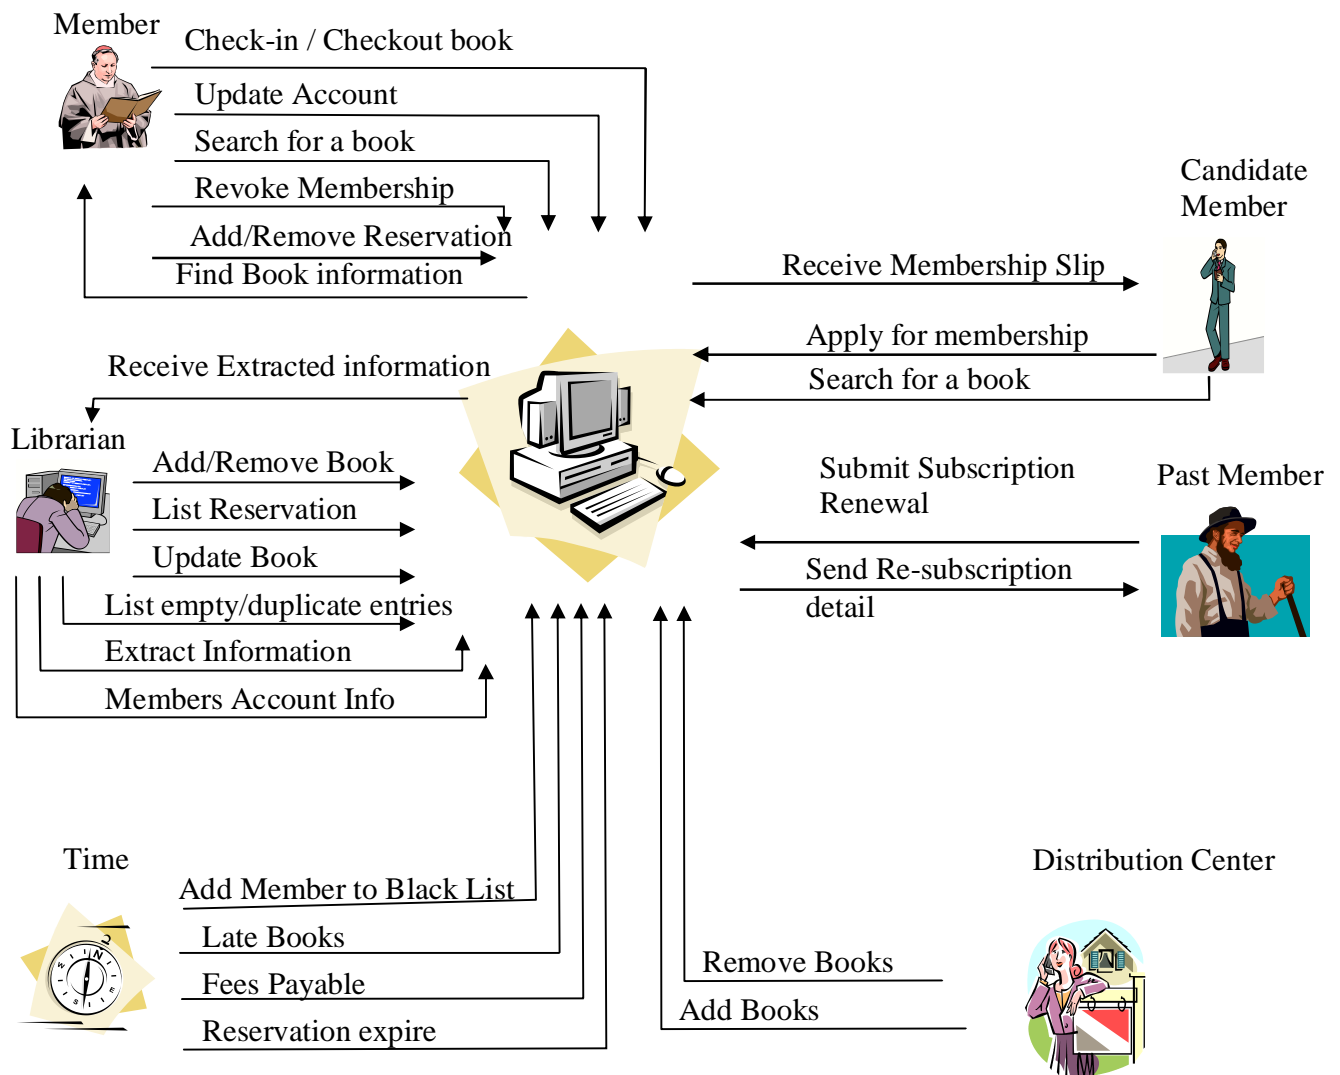 Member
Check-in / Checkout book
Update Account
Search for a book
Revoke Membership
Add/Remove Reservation
Find Book information
Candidate
Member
Receive Membership Slip
Apply for membership
Search for a book
Receive Extracted information
Librarian
Add/Remove Book
List Reservation
Update Book
List empty/duplicate entries
Extract Information
Members Account Info
Submit Subscription
Renewal
Past Member
Send Re-subscription
detail
Time
Add Member to Black List
Late Books
Fees Payable
Reservation expire
Distribution Center
Remove Books
Add Books